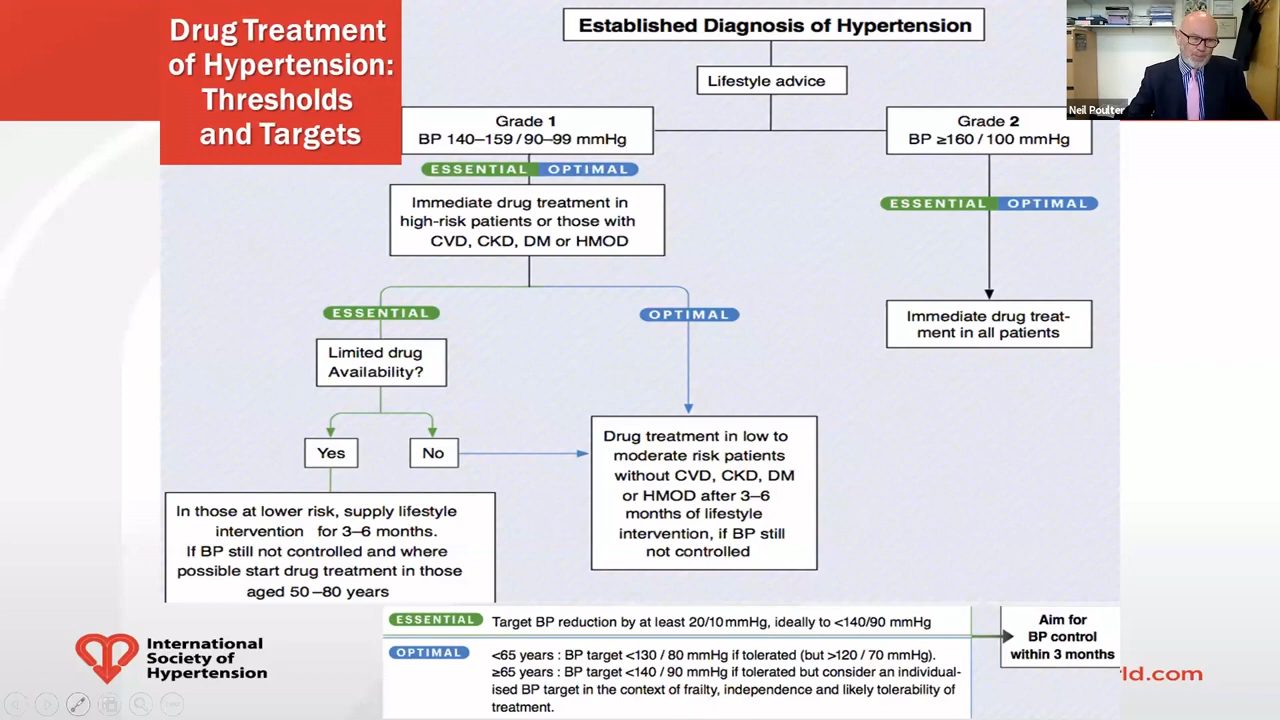 Drug Treatment
of Hypertension:
Thresholds
and Targets
Established Diagnosis of Hypertension
Lifestyle advice
Neil Poulter
Grade 1
BP 140–159/90–99 mmHg
Grade 2
BP ≥160/100 mmHg
ESSENTIAL OPTIMAL
Immediate drug treatment in
high-risk patients or those with
CVD, CKD, DM or HMOD
ESSENTIAL OPTIMAL
Immediate drug treat-
ment in all patients
ESSENTIAL
OPTIMAL
Limited drug
Availability?
Yes
No
In those at lower risk, supply lifestyle
intervention for 3–6 months.
If BP still not controlled and where
possible start drug treatment in those
aged 50–80 years
Drug treatment in low to
moderate risk patients
without CVD, CKD, DM
or HMOD after 3–6
months of lifestyle
intervention, if BP still
not controlled
ESSENTIAL Target BP reduction by at least 20/10 mmHg, ideally to <140/90 mmHg
OPTIMAL <65 years : BP target <130 / 80 mmHg if tolerated (but >120 / 70 mmHg).
≥65 years : BP target <140 / 90 mmHg if tolerated but consider an individual-
ised BP target in the context of frailty, independence and likely tolerability of
treatment.
Aim for
BP control
within 3 months
International
Society of
Hypertension
ld.com